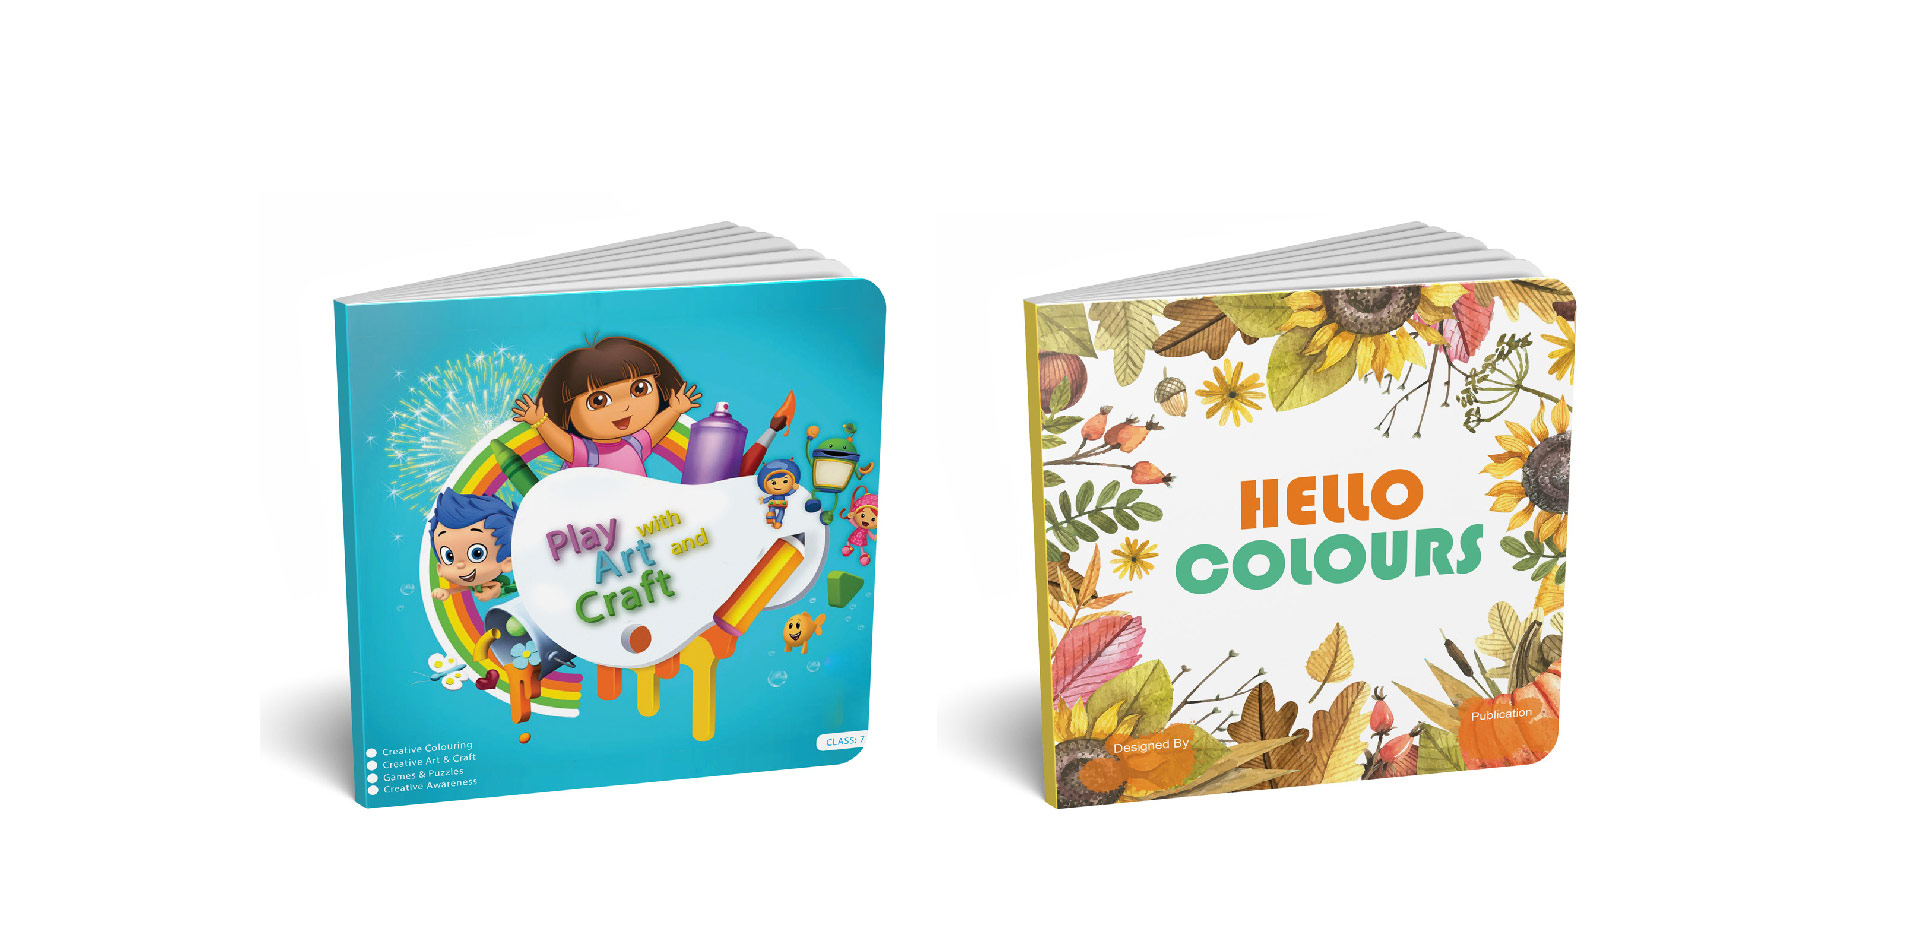 Play with
Art and
Craft
Creative Colouring
Creative Art & Craft
Games & Puzzles
Creative Awareness
CLASS: 7
HELLO
COLOURS
Designed By
Publication